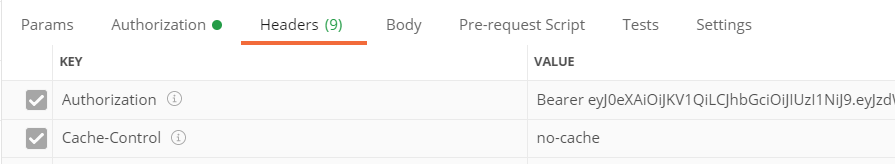 Params Authorization Headers (9) Body Pre-request Script Tests Settings
KEY VALUE
Authorization Bearer eyJ0eXAiOiJKV1QiLCJhbGciOiJIUzI1NiJ9.eyJzdW
Cache-Control no-cache